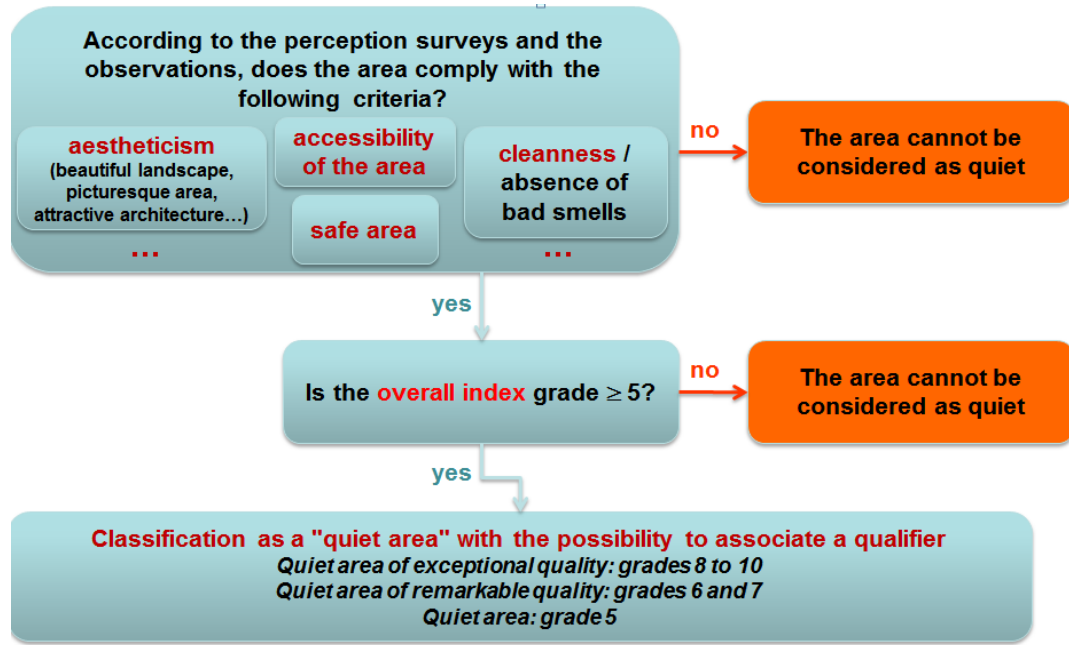 According to the perception surveys and the
observations, does the area comply with the
following criteria?
aestheticism
(beautiful landscape,
picturesque area,
attractive architecture…)
...
accessibility
of the area
safe area
cleanness /
absence of
bad smells
...
no
The area cannot be
considered as quiet
yes
Is the overall index grade ≥ 5?
no
The area cannot be
considered as quiet
yes
Classification as a "quiet area" with the possibility to associate a qualifier
Quiet area of exceptional quality: grades 8 to 10
Quiet area of remarkable quality: grades 6 and 7
Quiet area: grade 5